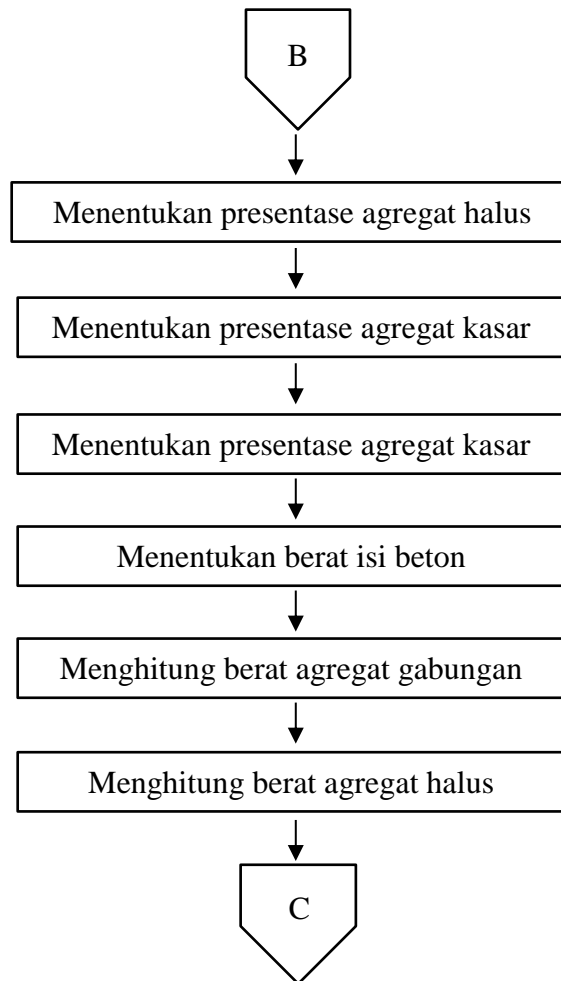 B
Menentukan presentase agregat halus
Menentukan presentase agregat kasar
Menentukan presentase agregat kasar
Menentukan berat isi beton
Menghitung berat agregat gabungan
Menghitung berat agregat halus
C